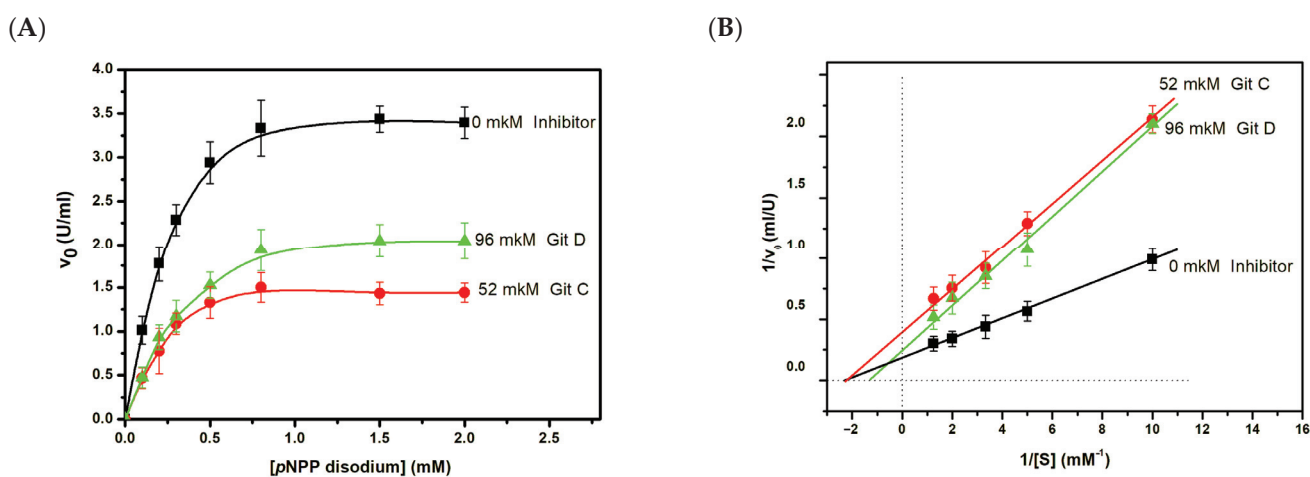 (A)
4.0
3.5
3.0
2.5
2.0
1.5
1.0
0.5
0.0
v0 (U/ml)
0 mkM Inhibitor
96 mkM Git D
52 mkM Git C
0.0 0.5 1.0 1.5 2.0 2.5
[pNPP disodium] (mM)
(B)
2.0
1.5
1.0
0.5
0.0
1/v0 (ml/U)
52 mkM Git C
96 mkM Git D
0 mkM Inhibitor
−2 0 2 4 6 8 10 12 14 16
1/[S] (mM⁻¹)